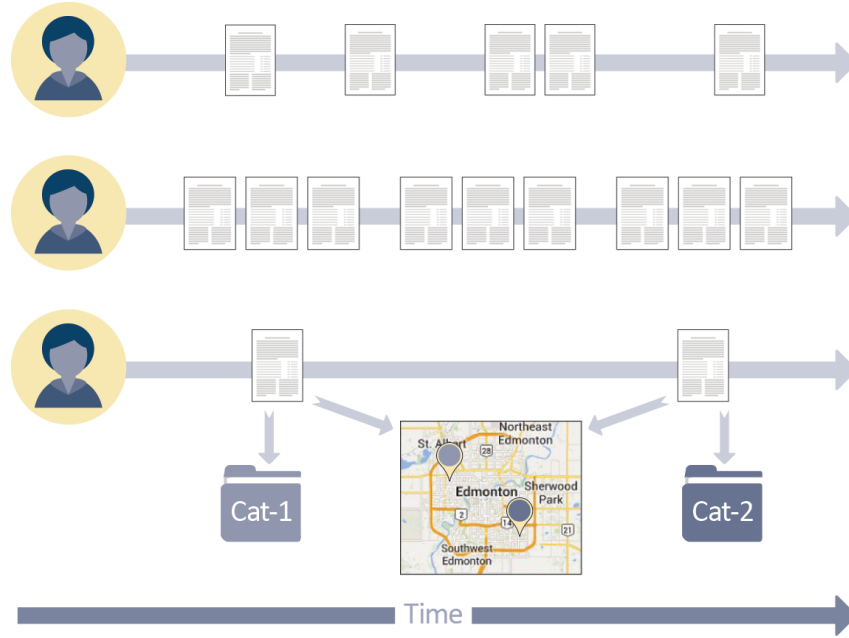 Northeast
Edmonton
St. Albert
28
Edmonton
Sherwood
Park
2
14
21
Southwest
Edmonton
Cat-1
Cat-2
Time